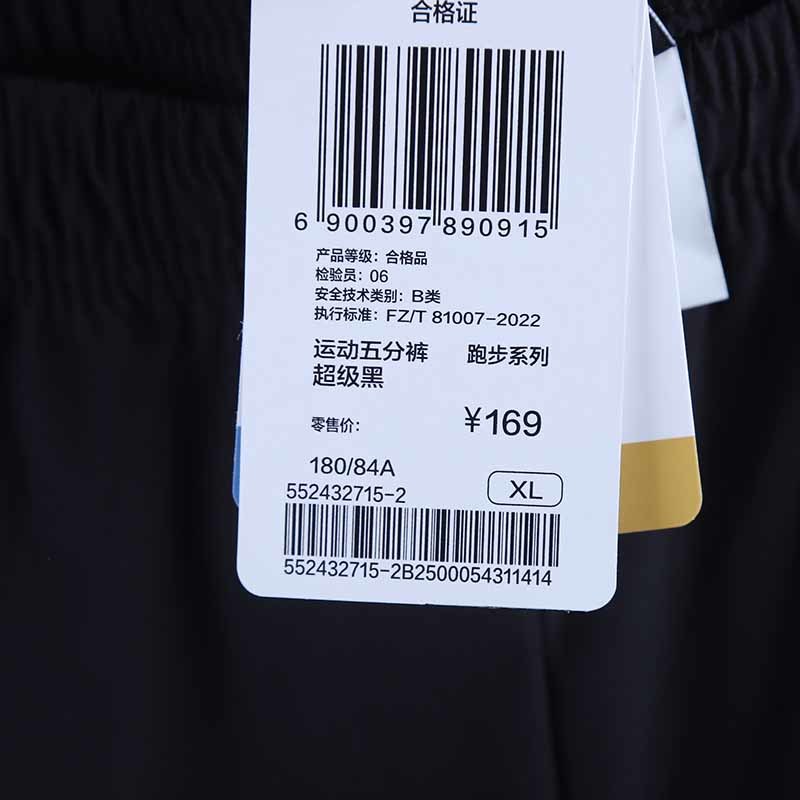 合格证
6 900397 890915
产品等级：合格品
检验员：06
安全技术类别：B类
执行标准：FZ/T 81007-2022
运动五分裤 跑步系列
超级黑
零售价： ¥169
180/84A
552432715-2 XL
552432715-2B2500054311414